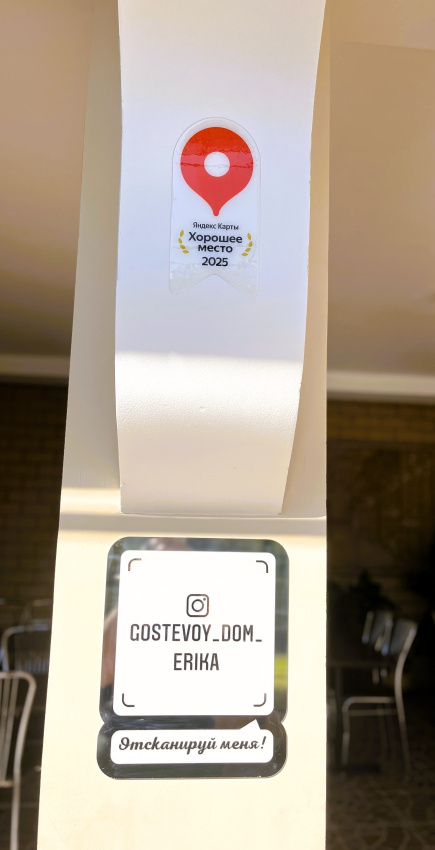 Яндекс Карты
Хорошее
место
2025
GOSTEVOY_DOM_
ERIKA
Отсканируй меня!